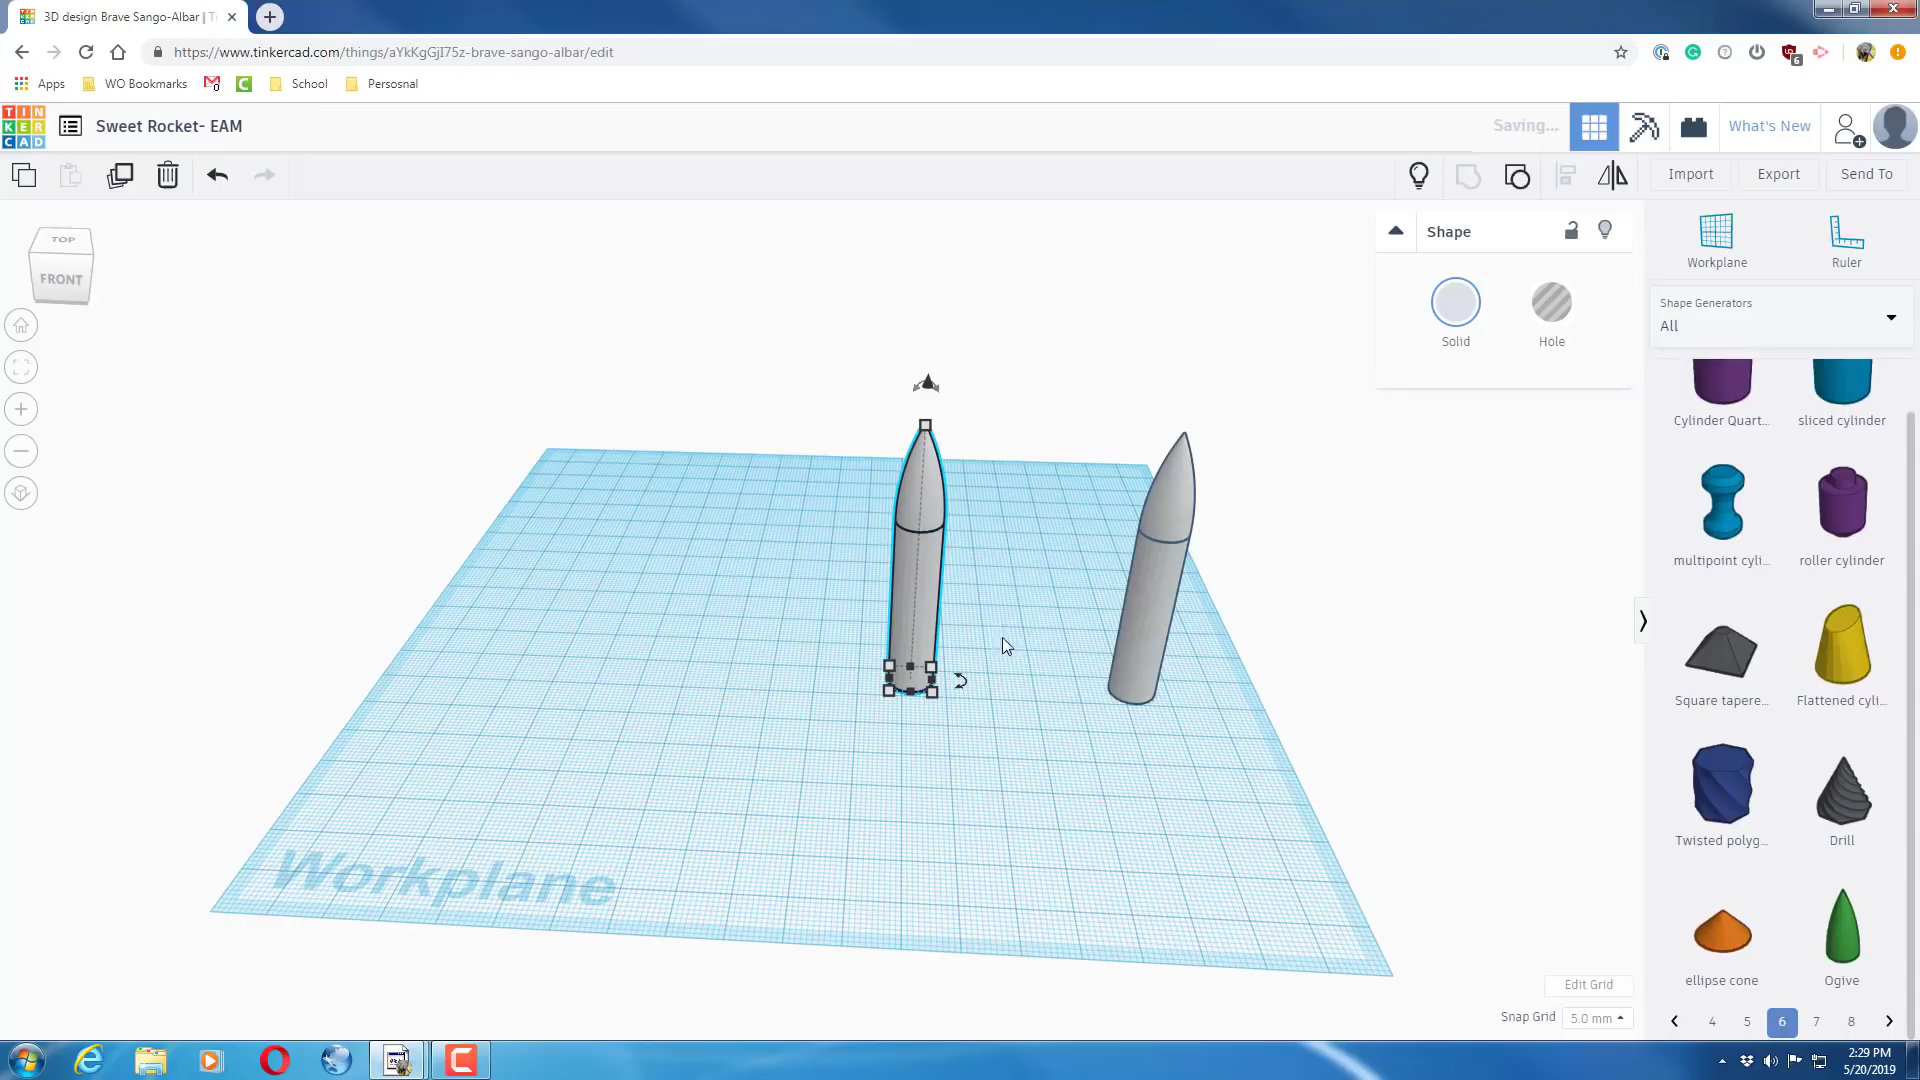 3D design Brave Sango-Albar | T
https://www.tinkercad.com/things/aYkKgGjI75z-brave-sango-albar/edit
6
Apps
WO Bookmarks
0
School
Persosnal
TIN
KER
CAD
Sweet Rocket- EAM
Saving...
What's New
Import
Export
Send To
TOP
FRONT
Shape
Solid
Hole
Workplane
Ruler
Shape Generators
All
Cylinder Quart...
sliced cylinder
multipoint cyli...
roller cylinder
Square tapere...
Flattened cyli...
Twisted polyg...
Drill
ellipse cone
Ogive
Workplane
Edit Grid
Snap Grid
5.0 mm
4
5
6
7
8
2:29 PM
5/20/2019